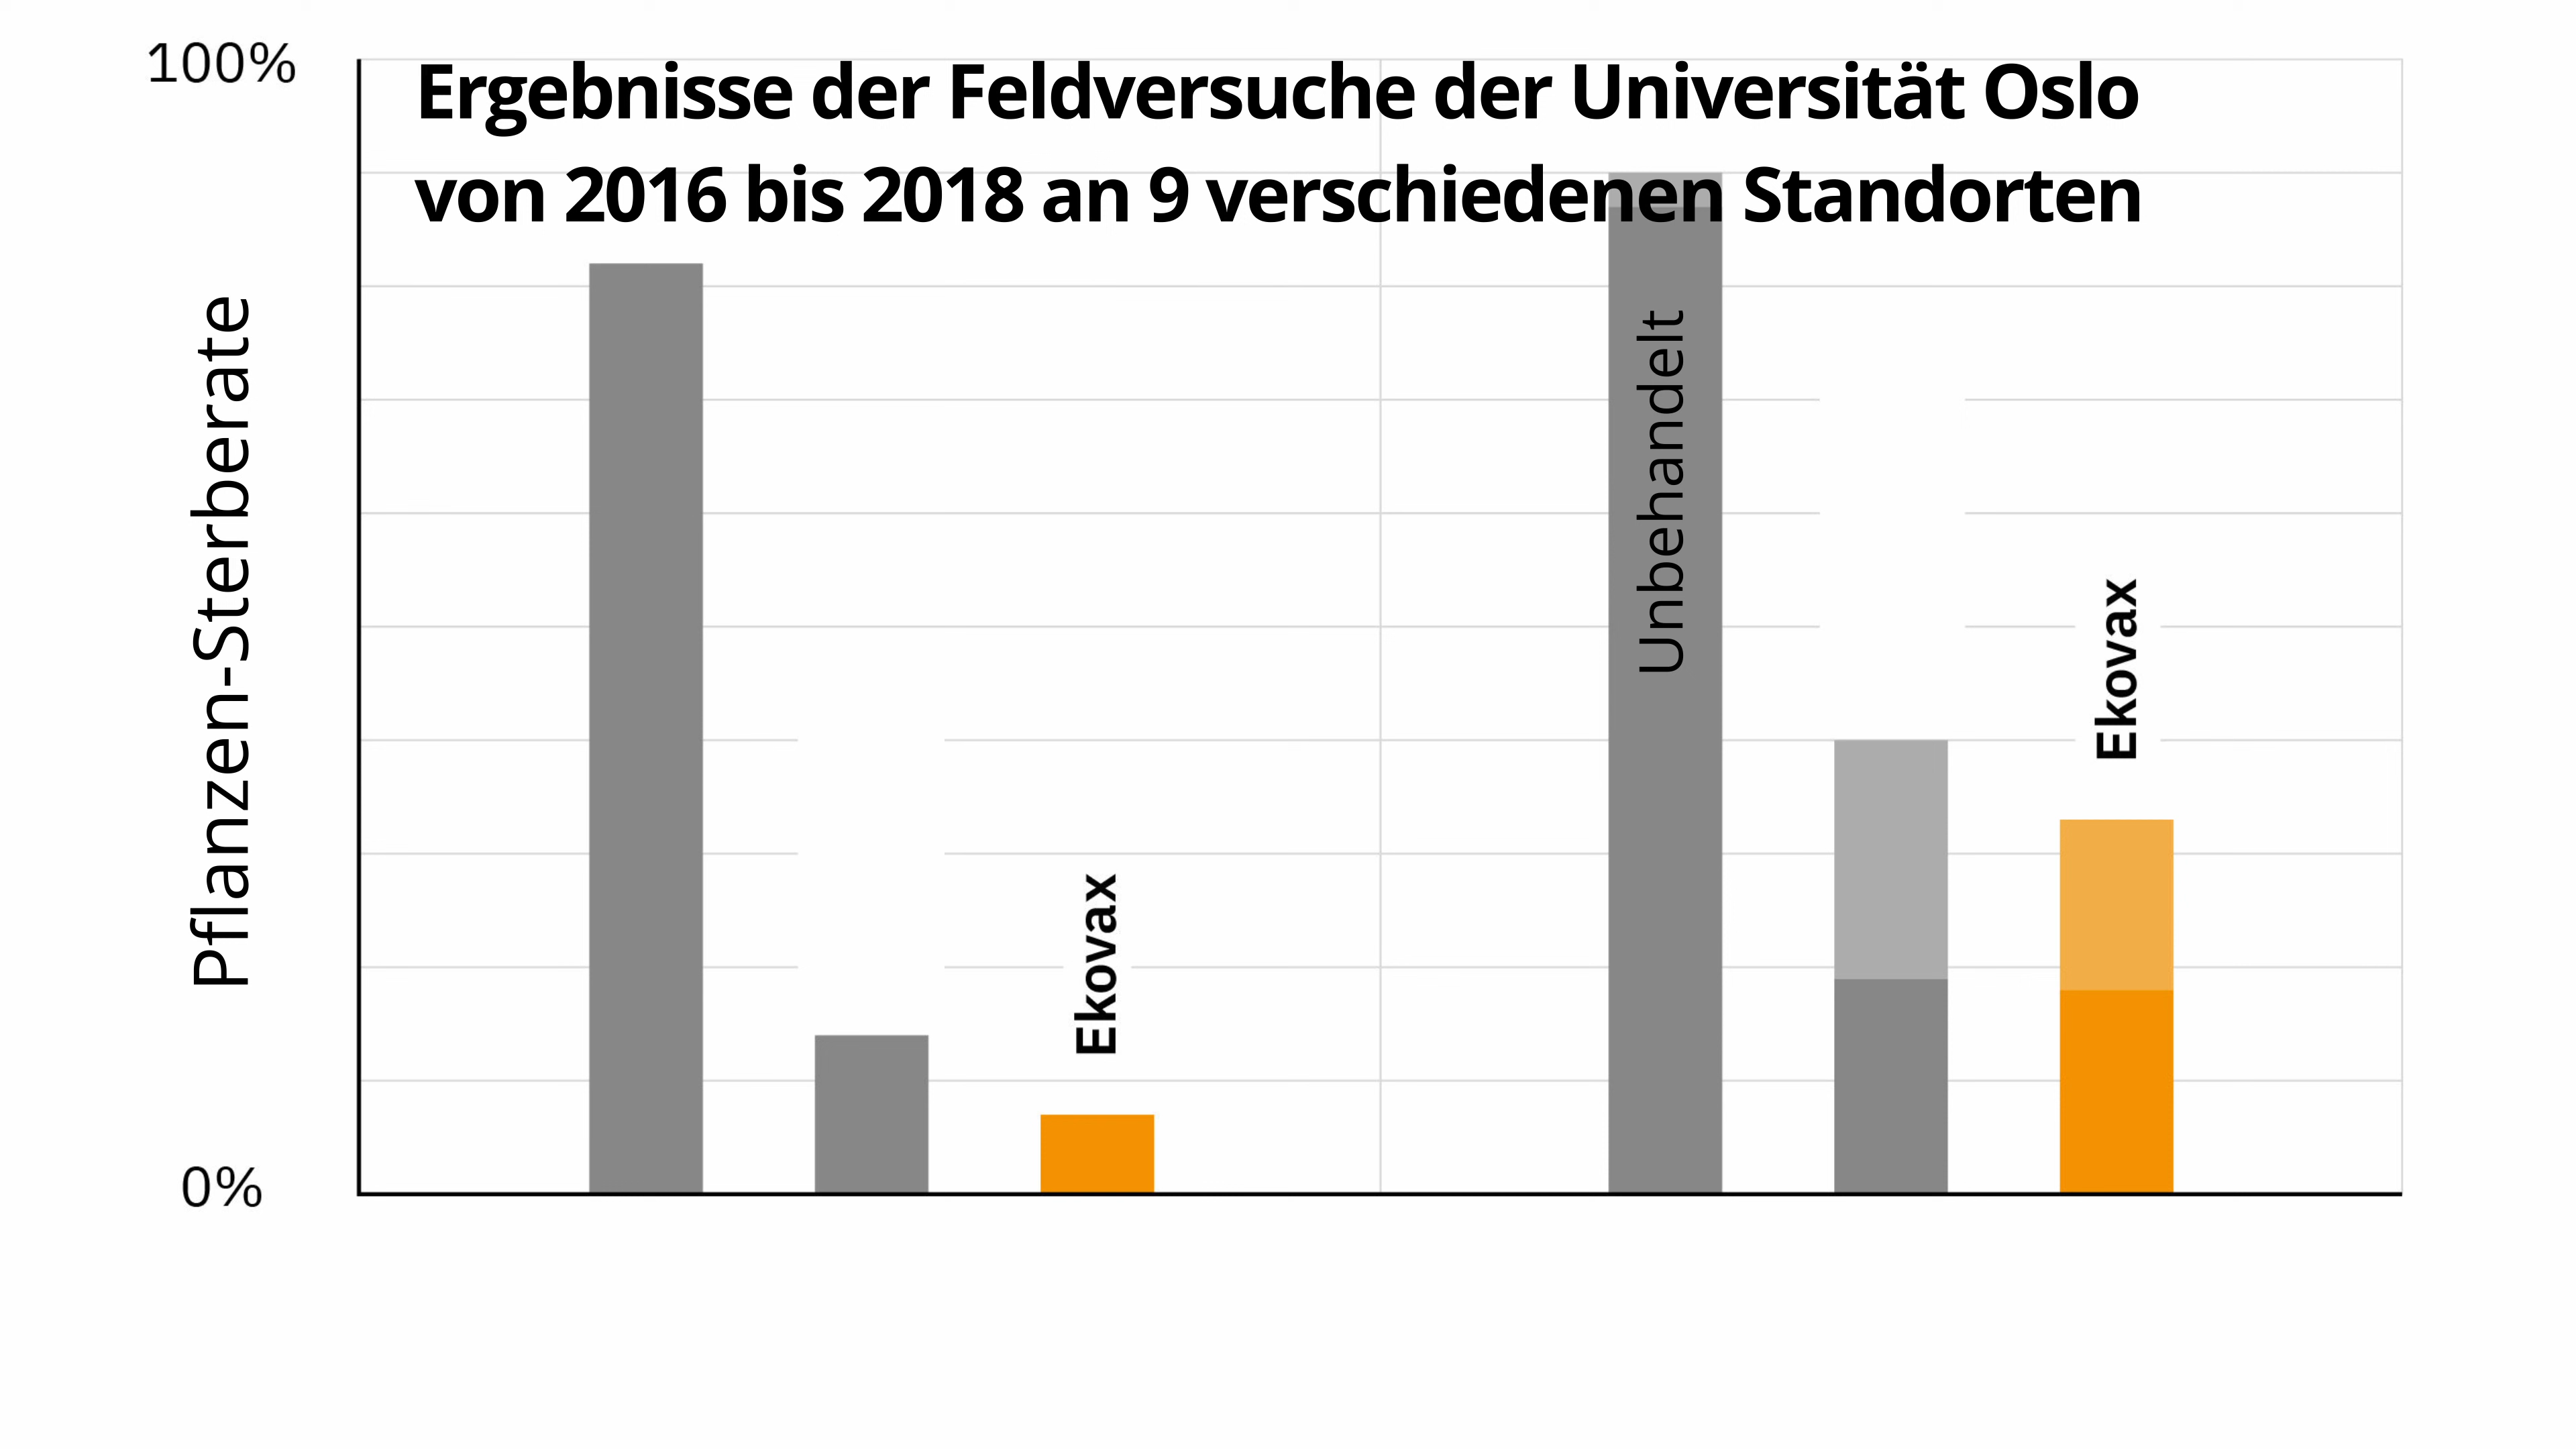 100%
Ergebnisse der Feldversuche der Universität Oslo
von 2016 bis 2018 an 9 verschiedenen Standorten
Pflanzen-Sterberate
Unbehandelt
Ekovax
Ekovax
0%